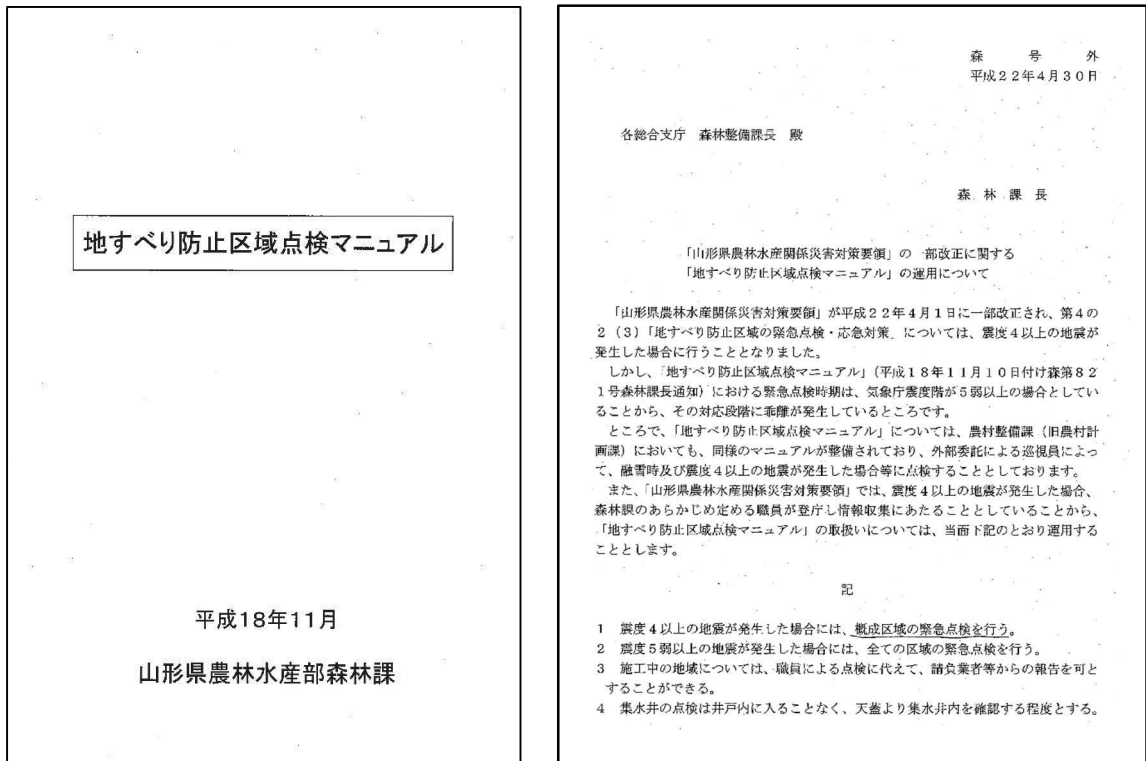 地すべり防止区域点検マニュアル
平成18年11月
山形県農林水産部森林課
森 号 外
平成22年4月30日
各総合支庁 森林整備課長 殿
森 林 課 長
「山形県農林水産関係災害対策要領」の一部改正に関する
「地すべり防止区域点検マニュアル」の運用について
「山形県農林水産関係災害対策要領」が平成22年4月1日に一部改正され、第4の
2(3)「地すべり防止区域の緊急点検・応急対策」については、震度4以上の地震が
発生した場合に行うこととなりました。
しかし、「地すべり防止区域点検マニュアル」(平成18年11月10日付け森第82
1号森林課長通知)における緊急点検時期は、気象庁震度階が5弱以上の場合としてい
ることから、その対応段階に乖離が発生しているところです。
ところで、「地すべり防止区域点検マニュアル」については、農村整備課(旧農村計
画課)においても、同様のマニュアルが整備されており、外部委託による巡視員によっ
て、融雪時及び震度4以上の地震が発生した場合等に点検することとしております。
また、「山形県農林水産関係災害対策要領」では、震度4以上の地震が発生した場合、
森林課のあらかじめ定める職員が登庁し情報収集にあたることとしていることから、
「地すべり防止区域点検マニュアル」の取扱いについては、当面下記のとおり運用する
こととします。
記
1 震度4以上の地震が発生した場合には、概成区域の緊急点検を行う。
2 震度5弱以上の地震が発生した場合には、全ての区域の緊急点検を行う。
3 施工中の地域については、職員による点検に代えて、請負業者等からの報告を可と
することができる。
4 集水井の点検は井戸内に入ることなく、天蓋より集水井内を確認する程度とする。